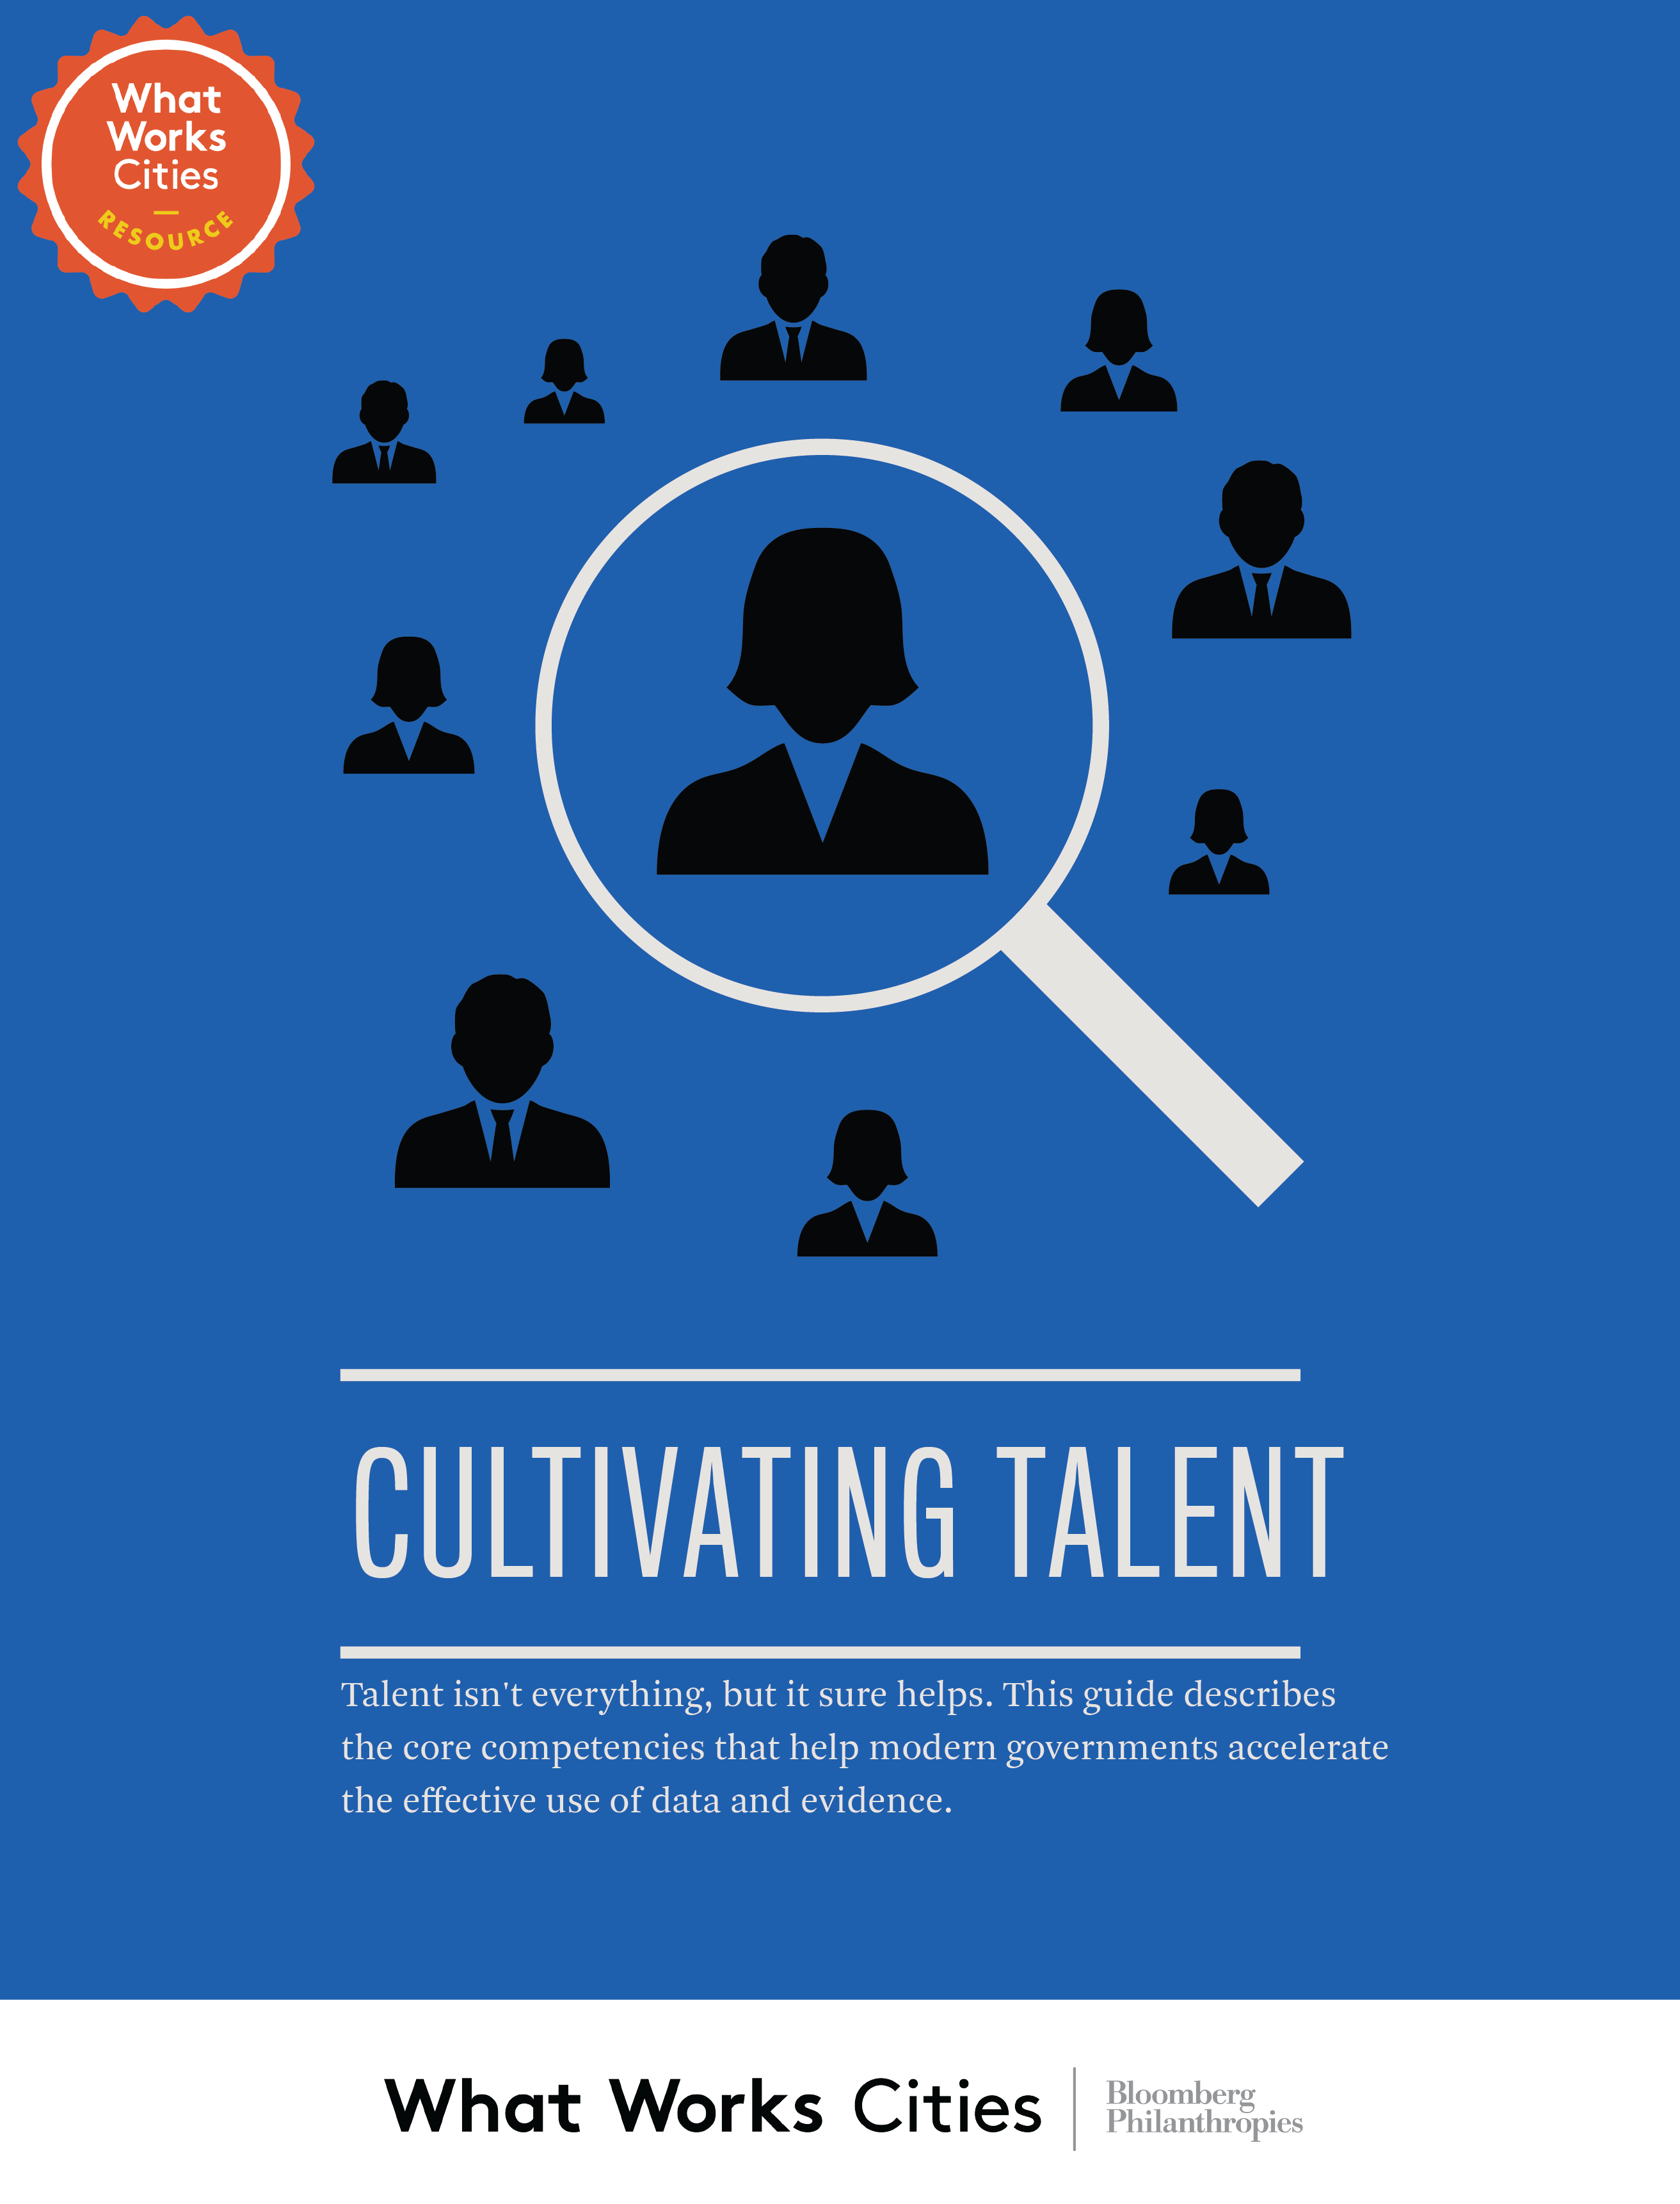 What
Works
Cities
RESOURCE
CULTIVATING TALENT
Talent isn't everything, but it sure helps. This guide describes
the core competencies that help modern governments accelerate
the effective use of data and evidence.
What Works Cities
Bloomberg
Philanthropies